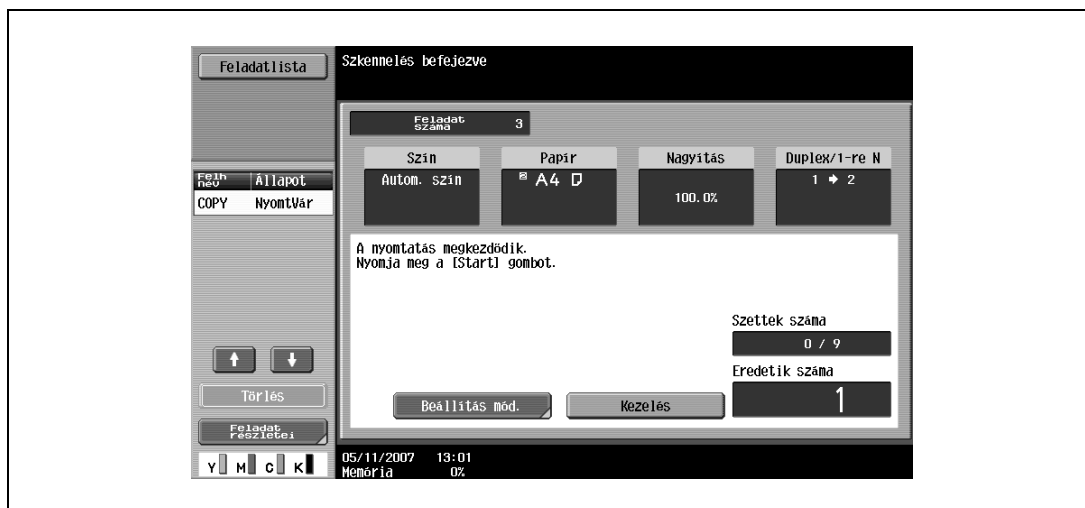 Feladatlista
Szkennelés befejezve
Feladat száma 3
Szín
Papír
Nagyítás
Duplex/1-re N
Autom. szín
2 A4
100.0%
1 → 2
Felh név Állapot
COPY NyomtVár
A nyomtatás megkezdödik.
Nyomja meg a [Start] gombot.
Szettek száma
0 / 9
Eredetik száma
1
Törlés
Beállítás mód.
Kezelés
Feladat részletei
Y M C K
05/11/2007 13:01
Memória 0%